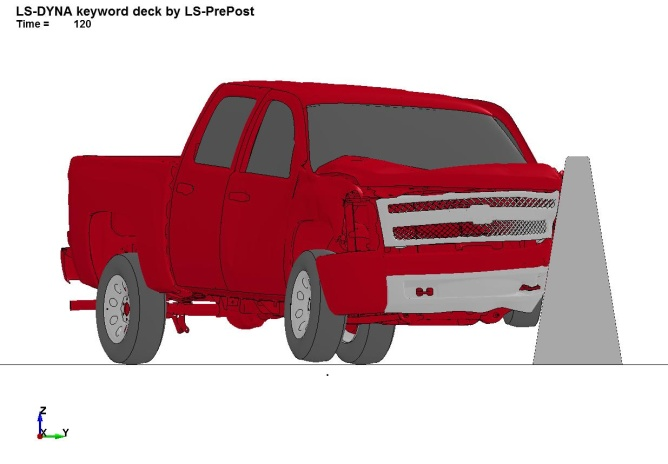 LS-DYNA keyword deck by LS-PrePost
Time = 120
Z
X Y